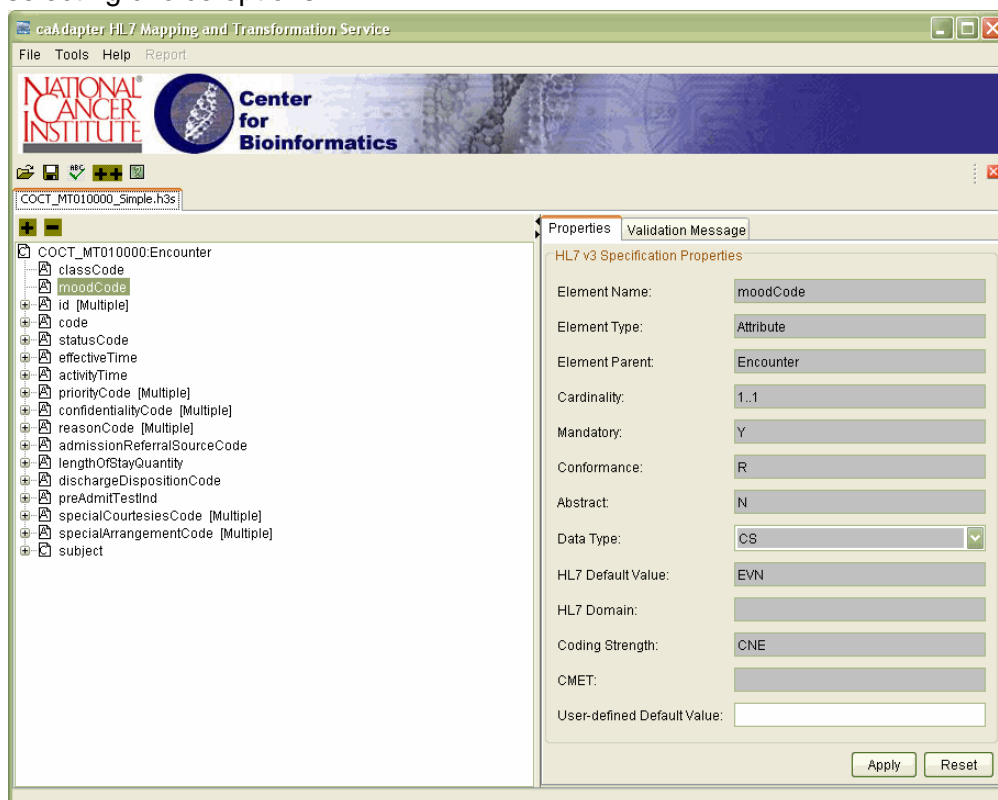 caAdapter HL7 Mapping and Transformation Service
File Tools Help Report
NATIONAL CANCER INSTITUTE
Center for Bioinformatics
ABC
COCT_MT010000_Simple.h3s
COCT_MT010000:Encounter
classCode
moodCode
id [Multiple]
code
statusCode
effectiveTime
activityTime
priorityCode [Multiple]
confidentialityCode [Multiple]
reasonCode [Multiple]
admissionReferralSourceCode
lengthOfStayQuantity
dischargeDispositionCode
preAdmitTestInd
specialCourtesiesCode [Multiple]
specialArrangementCode [Multiple]
subject
Properties Validation Message
HL7 v3 Specification Properties
Element Name: moodCode
Element Type: Attribute
Element Parent: Encounter
Cardinality: 1..1
Mandatory: Y
Conformance: R
Abstract: N
Data Type: CS
HL7 Default Value: EVN
HL7 Domain:
Coding Strength: CNE
CMET:
User-defined Default Value:
Apply Reset